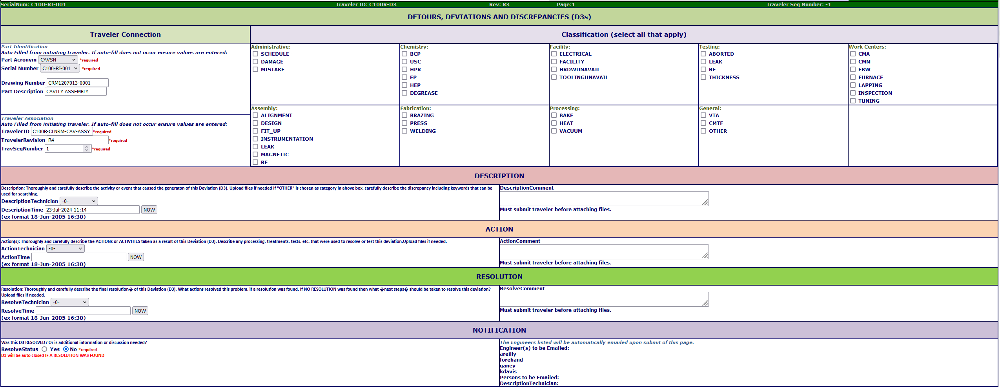 SerialNum: C100-RI-001 Traveler ID: C100R-D3 Rev: R3 Page:1 Traveler Seq Number: -1
DETOURS, DEVIATIONS AND DISCREPANCIES (D3s)
Traveler Connection
Part Identification
Auto Filled from initiating traveler. If auto-fill does not occur ensure values are entered:
Part Acronym CAVSN *required
Serial Number C100-RI-001 *required
Drawing Number CRM1207013-0001
Part Description CAVITY ASSEMBLY
Traveler Association
Auto Filled from initiating traveler. If auto-fill does not occur ensure values are entered:
TravelerID C100R-CLNRM-CAV-ASSY *required
TravelerRevision R4 *required
TravSeqNumber 1 *required
Classification (select all that apply)
Administrative:
SCHEDULE
DAMAGE
MISTAKE
Chemistry:
BCP
USC
HPR
EP
HEP
DEGREASE
Facility:
ELECTRICAL
FACILITY
HRDWUNAVAIL
TOOLINGUNAVAIL
Testing:
ABORTED
LEAK
RF
THICKNESS
Work Centers:
CMA
CMM
EBW
FURNACE
LAPPING
INSPECTION
TUNING
Assembly:
ALIGNMENT
DESIGN
FIT_UP
INSTRUMENTATION
LEAK
MAGNETIC
RF
Fabrication:
BRAZING
PRESS
WELDING
Processing:
BAKE
HEAT
VACUUM
General:
VTA
CMTF
OTHER
DESCRIPTION
Description: Thoroughly and carefully describe the activity or event that caused the generaton of this Deviation (D3). Upload files if needed If "OTHER" is chosen as category in above box, carefully describe the discrepancy including keywords that can be
used for searching.
DescriptionTechnician -0-
DescriptionTime 23-Jul-2024 11:14 NOW
(ex format 18-Jun-2005 16:30)
DescriptionComment
Must submit traveler before attaching files.
ACTION
Action(s): Thoroughly and carefully describe the ACTIONs or ACTIVITIES taken as a result of this Deviation (D3). Describe any processing, treatments, tests, etc. that were used to resolve or test this deviation.Upload files if needed.
ActionTechnician -0-
ActionTime NOW
(ex format 18-Jun-2005 16:30)
ActionComment
Must submit traveler before attaching files.
RESOLUTION
Resolution: Thoroughly and carefully describe the final resolution� of this Deviation (D3). What actions resolved this problem, if a resolution was found. If NO RESOLUTION was found then what �next steps� should be taken to resolve this deviation?
Upload files if needed.
ResolveTechnician -0-
ResolveTime NOW
(ex format 18-Jun-2005 16:30)
ResolveComment
Must submit traveler before attaching files.
NOTIFICATION
Was this D3 RESOLVED? Or is additional information or discussion needed?
ResolveStatus Yes No *required
D3 will be auto closed IF A RESOLUTION WAS FOUND
The Engineers listed will be automatically emailed upon submit of this page.
Engineer(s) to be Emailed:
areilly
forehand
ganey
kdavis
Persons to be Emailed:
DescriptionTechnician: